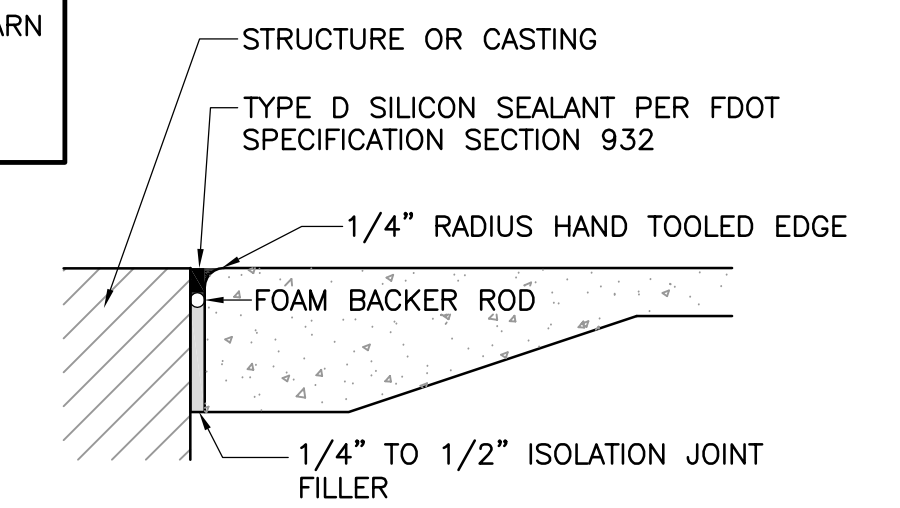 ARN
STRUCTURE OR CASTING
TYPE D SILICON SEALANT PER FDOT
SPECIFICATION SECTION 932
1/4” RADIUS HAND TOOLED EDGE
FOAM BACKER ROD
1/4” TO 1/2” ISOLATION JOINT
FILLER